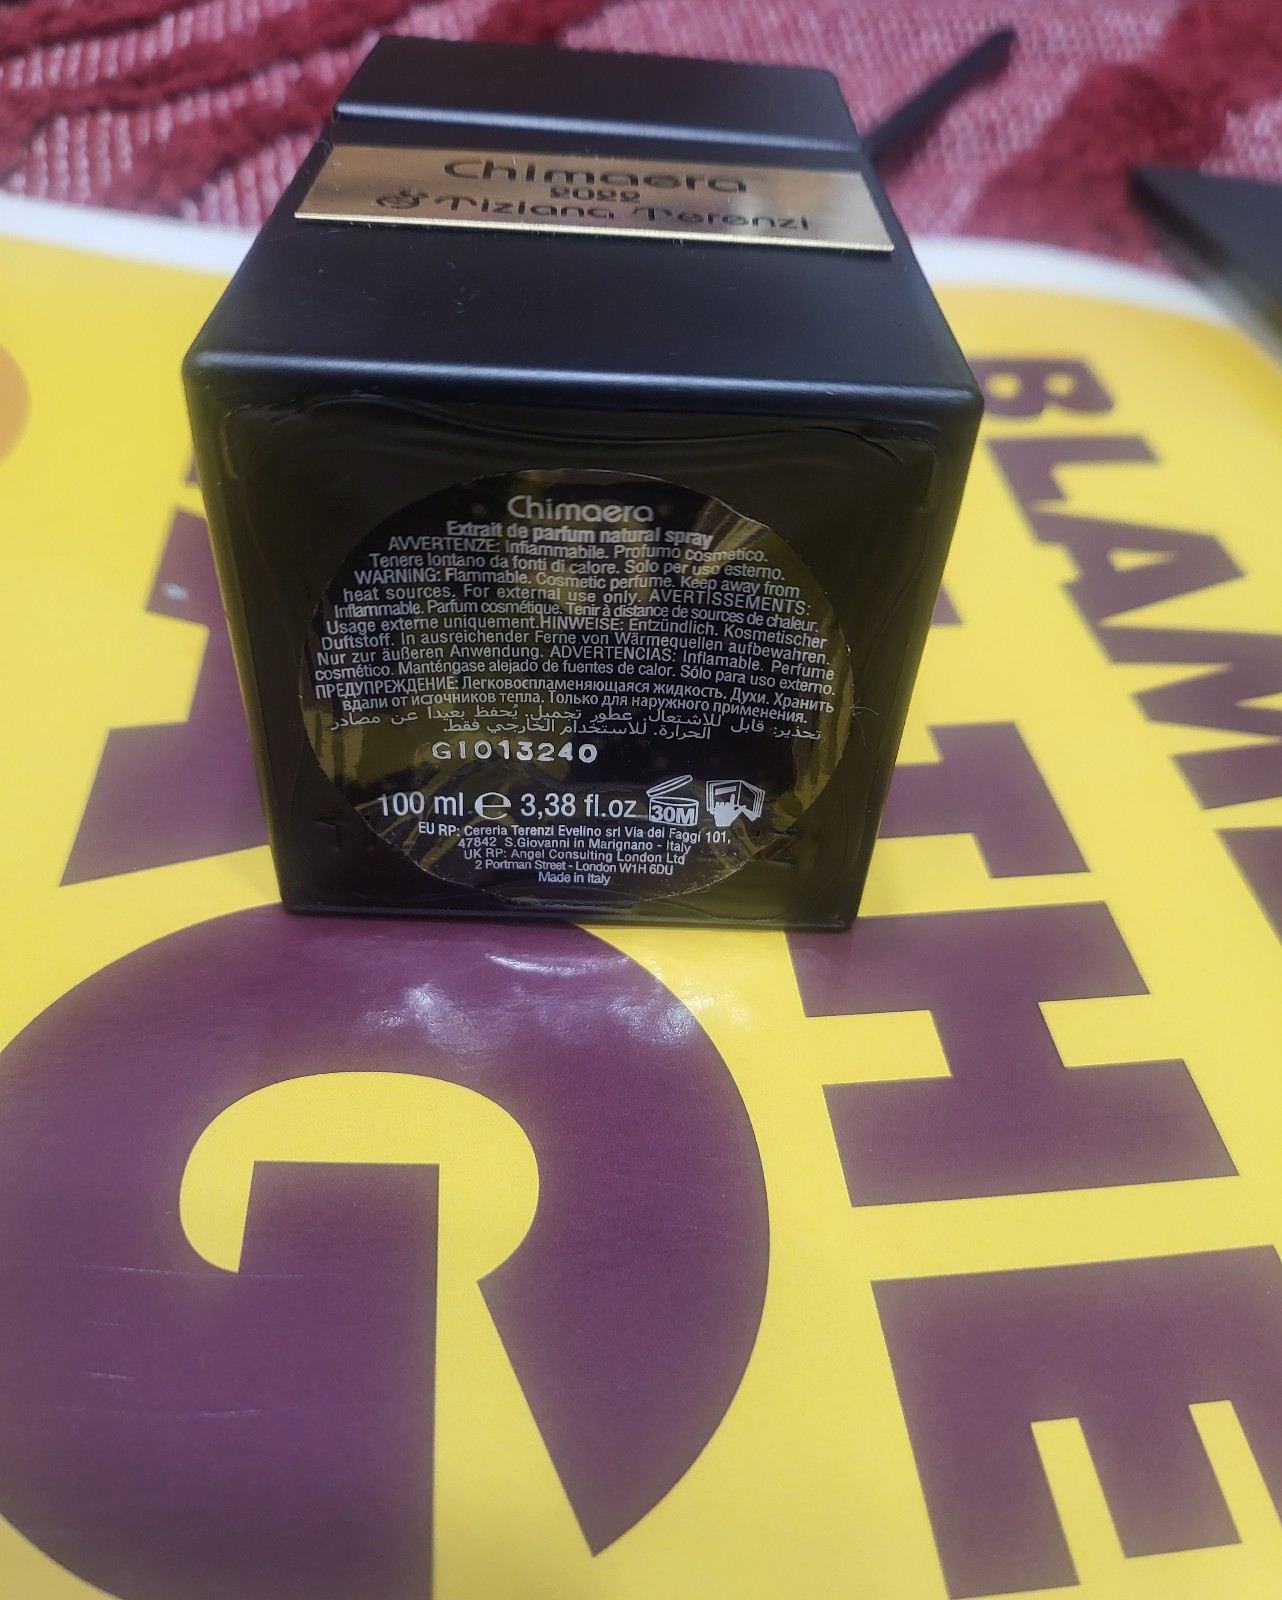 Chimaera
2022
Tiziana Terenzi
Chimaera
Extrait de parfum natural spray
AVVERTENZE: Infiammabile. Profumo cosmetico.
Tenere lontano da fonti di calore. Solo per uso esterno.
WARNING: Flammable. Cosmetic perfume. Keep away from
heat sources. For external use only. AVERTISSEMENTS:
Inflammable. Parfum cosmétique. Tenir à distance de sources de chaleur.
Usage externe uniquement.HINWEISE: Entzündlich. Kosmetischer
Duftstoff. In ausreichender Ferne von Wärmequellen aufbewahren.
Nur zur äußeren Anwendung. ADVERTENCIAS: Inflamable. Perfume
cosmético. Manténgase alejado de fuentes de calor. Sólo para uso externo.
ПРЕДУПРЕЖДЕНИЕ: Легковоспламеняющаяся жидкость. Духи. Хранить
вдали от источников тепла. Только для наружного применения.
تحذير: قابل للاشتعال. عطور تجميل. يُحفظ بعيدا عن مصادر
الحرارة. للاستخدام الخارجي فقط.
GI013240
100 ml e 3,38 fl.oz 30M
EU RP: Cereria Terenzi Evelino srl Via dei Faggi 101,
47842 S.Giovanni in Marignano - Italy
UK RP: Angel Consulting London Ltd
2 Portman Street - London W1H 6DU
Made in Italy
BLAM
THE